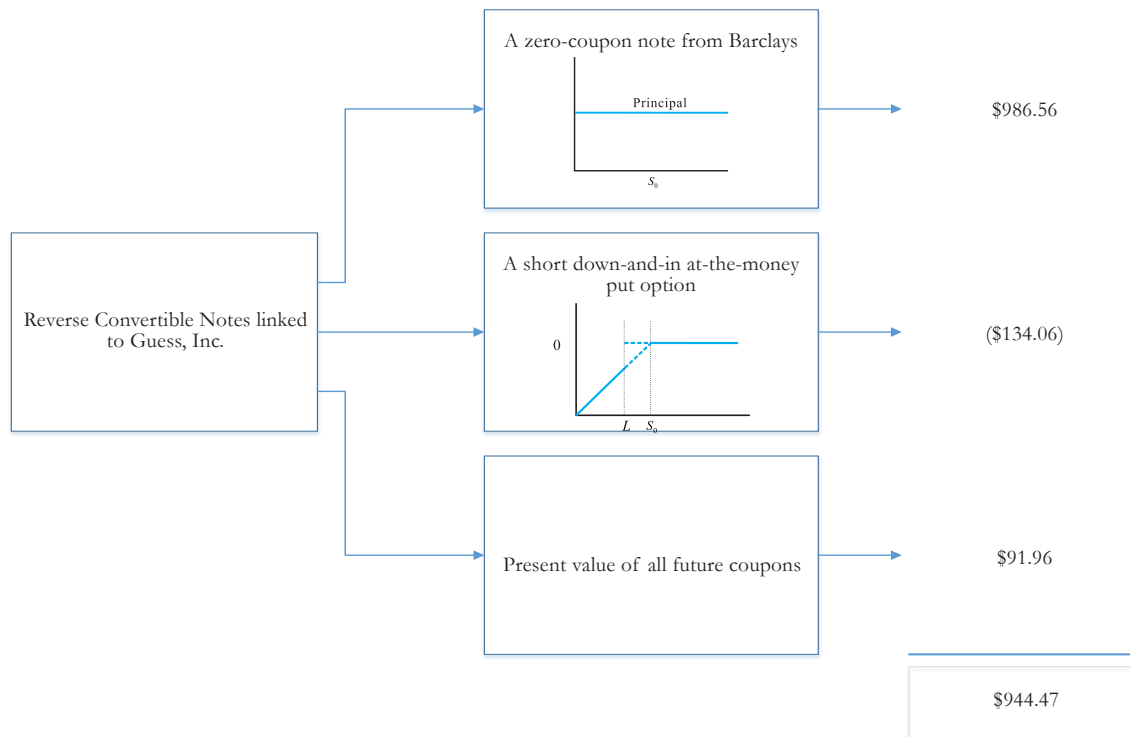 A zero-coupon note from Barclays
Principal
S₀
$986.56
Reverse Convertible Notes linked
to Guess, Inc.
A short down-and-in at-the-money
put option
0
L S₀
($134.06)
Present value of all future coupons
$91.96
$944.47